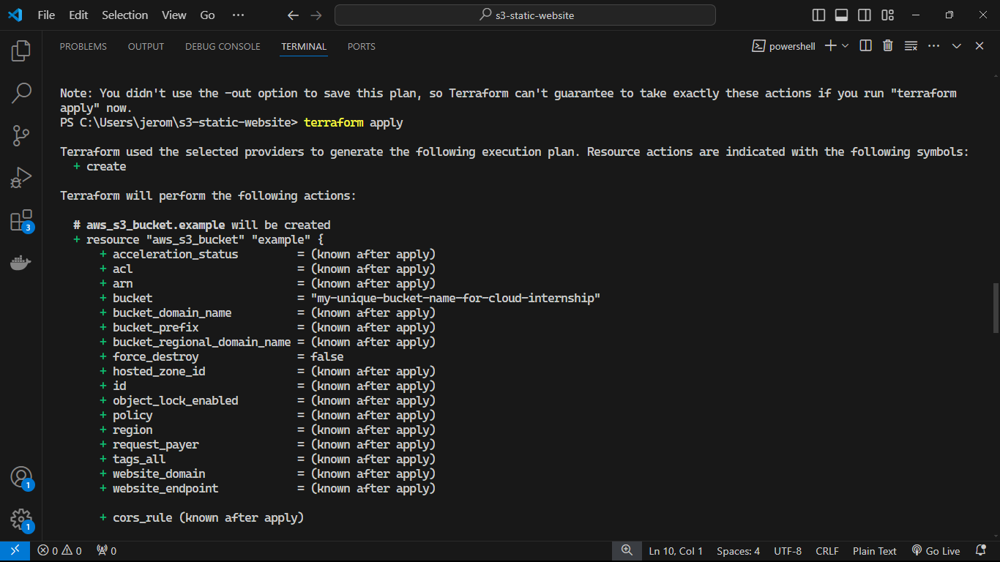 File Edit Selection View Go ··· s3-static-website
PROBLEMS OUTPUT DEBUG CONSOLE TERMINAL PORTS powershell
Note: You didn't use the -out option to save this plan, so Terraform can't guarantee to take exactly these actions if you run "terraform
apply" now.
PS C:\Users\jerom\s3-static-website> terraform apply
Terraform used the selected providers to generate the following execution plan. Resource actions are indicated with the following symbols:
+ create
Terraform will perform the following actions:
# aws_s3_bucket.example will be created
+ resource "aws_s3_bucket" "example" {
+ acceleration_status = (known after apply)
+ acl = (known after apply)
+ arn = (known after apply)
+ bucket = "my-unique-bucket-name-for-cloud-internship"
+ bucket_domain_name = (known after apply)
+ bucket_prefix = (known after apply)
+ bucket_regional_domain_name = (known after apply)
+ force_destroy = false
+ hosted_zone_id = (known after apply)
+ id = (known after apply)
+ object_lock_enabled = (known after apply)
+ policy = (known after apply)
+ region = (known after apply)
+ request_payer = (known after apply)
+ tags_all = (known after apply)
+ website_domain = (known after apply)
+ website_endpoint = (known after apply)
+ cors_rule (known after apply)
3
1
1
0 0 0 Ln 10, Col 1 Spaces: 4 UTF-8 CRLF Plain Text Go Live